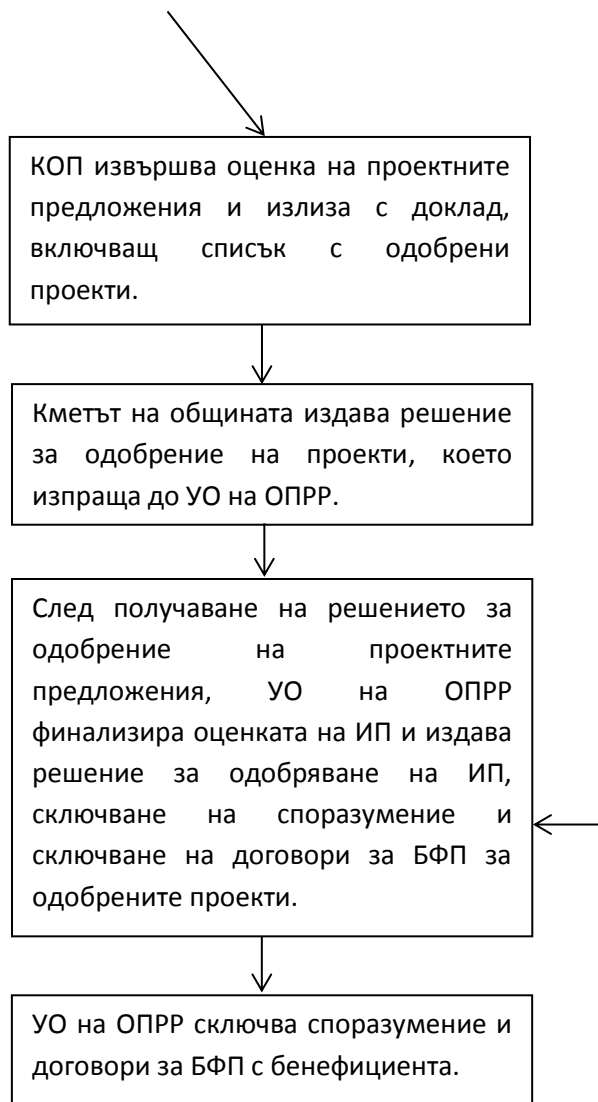 КОП извършва оценка на проектните
предложения и излиза с доклад,
включващ списък с одобрени
проекти.
Кметът на общината издава решение
за одобрение на проекти, което
изпраща до УО на ОПРР.
След получаване на решението за
одобрение на проектните
предложения, УО на ОПРР
финализира оценката на ИП и издава
решение за одобряване на ИП,
сключване на споразумение и
сключване на договори за БФП за
одобрените проекти.
УО на ОПРР сключва споразумение и
договори за БФП с бенефициента.